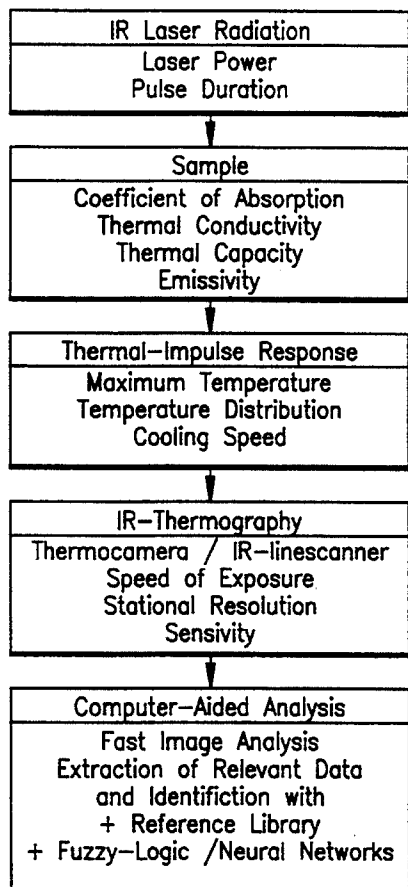 IR Laser Radiation
Laser Power
Pulse Duration
Sample
Coefficient of Absorption
Thermal Conductivity
Thermal Capacity
Emissivity
Thermal-Impulse Response
Maximum Temperature
Temperature Distribution
Cooling Speed
IR-Thermography
Thermocamera / IR-linescanner
Speed of Exposure
Stational Resolution
Sensivity
Computer-Aided Analysis
Fast Image Analysis
Extraction of Relevant Data
and Identifiction with
+ Reference Library
+ Fuzzy-Logic /Neural Networks